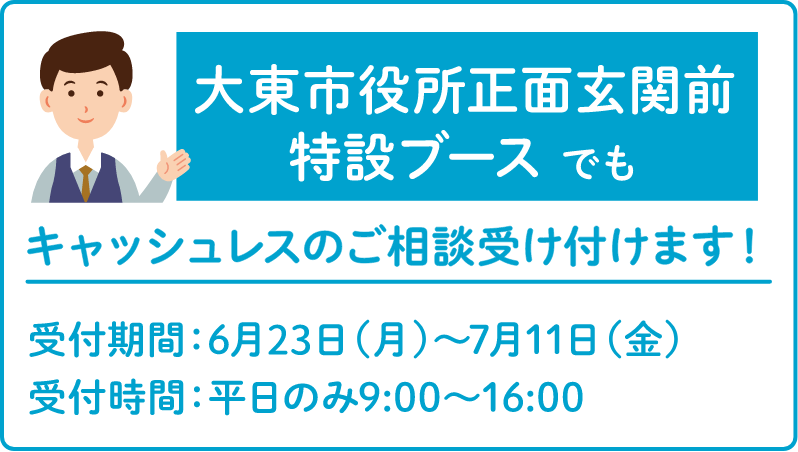 大東市役所正面玄関前
特設ブース でも
キャッシュレスのご相談受け付けます！
受付期間：6月23日（月）～7月11日（金）
受付時間：平日のみ9:00～16:00